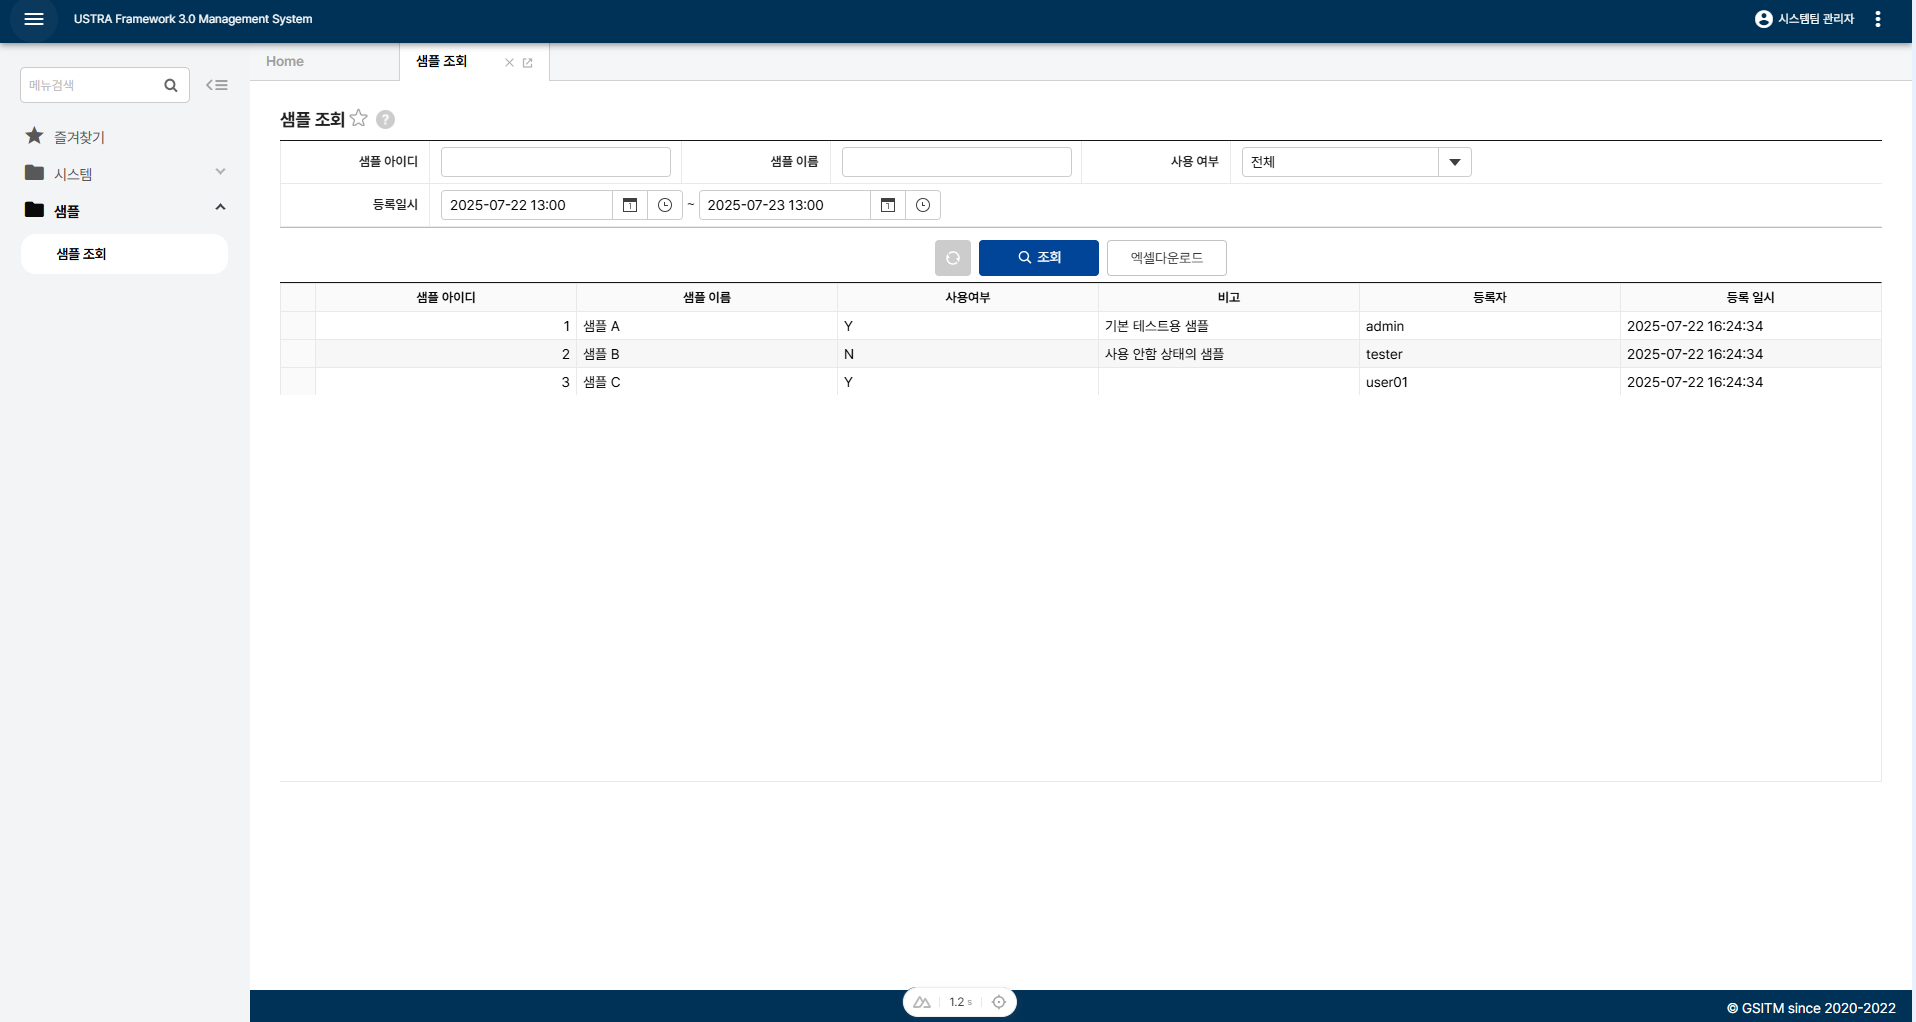 USTRA Framework 3.0 Management System
시스템팀 관리자
메뉴검색
즐겨찾기
시스템
샘플
샘플 조회
Home
샘플 조회
샘플 조회 ?
샘플 아이디
샘플 이름
사용 여부 전체
등록일시 2025-07-22 13:00 ~ 2025-07-23 13:00
조회 엑셀다운로드
샘플 아이디 샘플 이름 사용여부 비고 등록자 등록 일시
1 샘플 A Y 기본 테스트용 샘플 admin 2025-07-22 16:24:34
2 샘플 B N 사용 안함 상태의 샘플 tester 2025-07-22 16:24:34
3 샘플 C Y user01 2025-07-22 16:24:34
1.2 s
© GSITM since 2020-2022